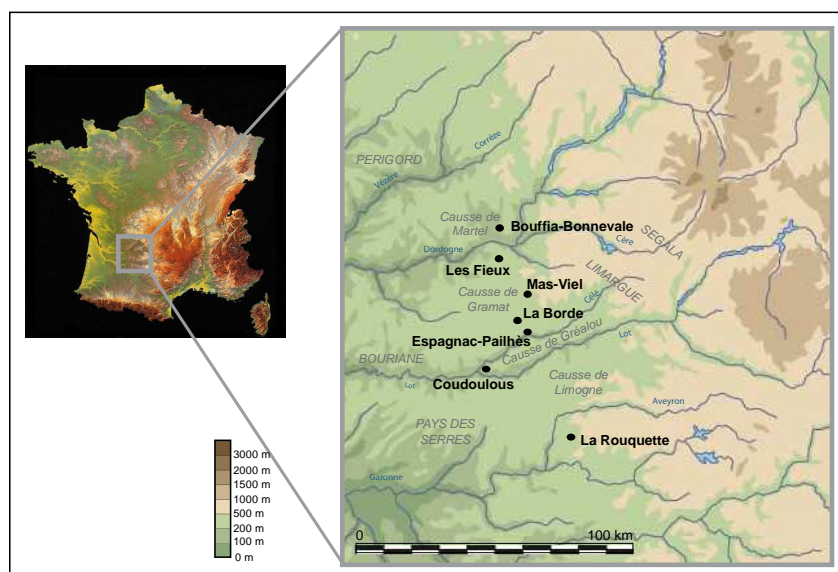 PERIGORD
Corrèze
Vézère
Causse de
Martel
Bouffia-Bonnevale
SEGALA
Cère
Dordogne
Les Fieux
LIMARGUE
Mas-Viel
Causse de
Gramat
Célé
La Borde
Espagnac-Pailhès
Causse de Gréalou
Lot
BOURIANE
Lot
Coudoulous
Causse de
Limogne
Aveyron
PAYS DES
SERRES
La Rouquette
Garonne
3000 m
2000 m
1500 m
1000 m
500 m
200 m
100 m
0 m
0 100 km